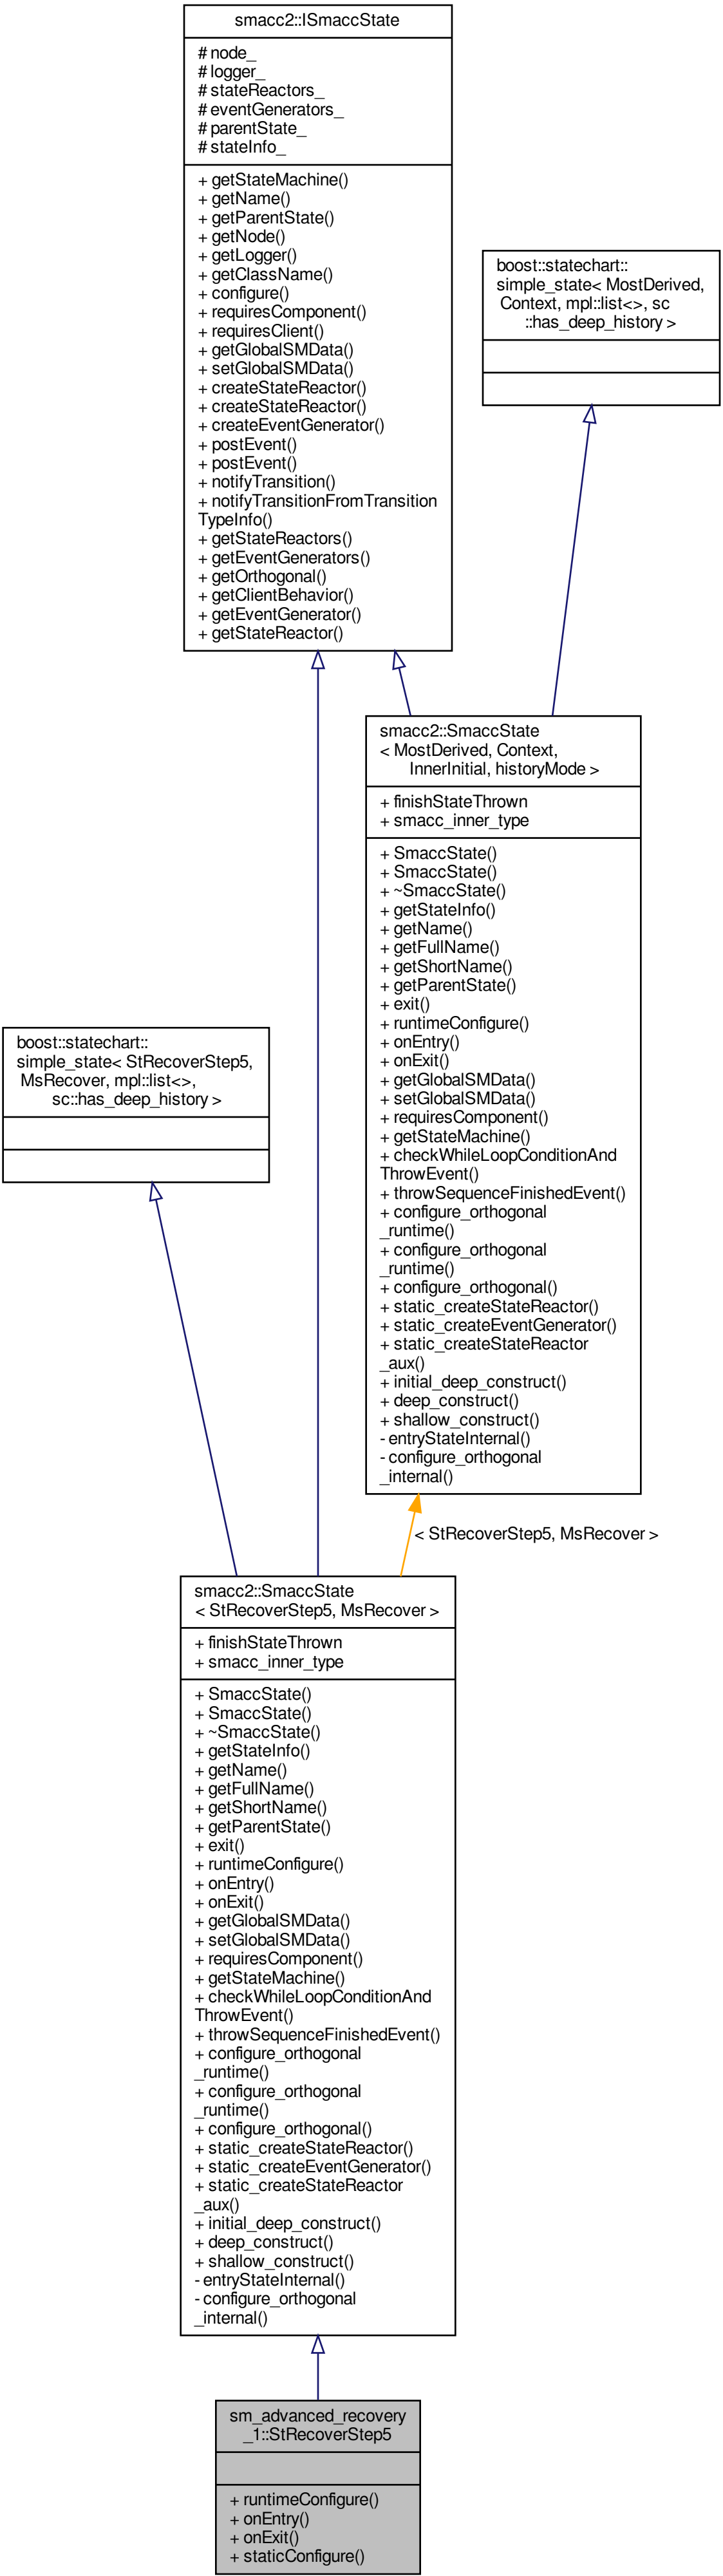 smacc2::ISmaccState
# node_
# logger_
# stateReactors_
# eventGenerators_
# parentState_
# stateInfo_
+ getStateMachine()
+ getName()
+ getParentState()
+ getNode()
+ getLogger()
+ getClassName()
+ configure()
+ requiresComponent()
+ requiresClient()
+ getGlobalSMData()
+ setGlobalSMData()
+ createStateReactor()
+ createStateReactor()
+ createEventGenerator()
+ postEvent()
+ postEvent()
+ notifyTransition()
+ notifyTransitionFromTransition
TypeInfo()
+ getStateReactors()
+ getEventGenerators()
+ getOrthogonal()
+ getClientBehavior()
+ getEventGenerator()
+ getStateReactor()
boost::statechart::
simple_state< MostDerived,
Context, mpl::list<>, sc
::has_deep_history >
smacc2::SmaccState
< MostDerived, Context,
InnerInitial, historyMode >
+ finishStateThrown
+ smacc_inner_type
+ SmaccState()
+ SmaccState()
+ ~SmaccState()
+ getStateInfo()
+ getName()
+ getFullName()
+ getShortName()
+ getParentState()
+ exit()
+ runtimeConfigure()
+ onEntry()
+ onExit()
+ getGlobalSMData()
+ setGlobalSMData()
+ requiresComponent()
+ getStateMachine()
+ checkWhileLoopConditionAnd
ThrowEvent()
+ throwSequenceFinishedEvent()
+ configure_orthogonal
_runtime()
+ configure_orthogonal
_runtime()
+ configure_orthogonal()
+ static_createStateReactor()
+ static_createEventGenerator()
+ static_createStateReactor
_aux()
+ initial_deep_construct()
+ deep_construct()
+ shallow_construct()
- entryStateInternal()
- configure_orthogonal
_internal()
boost::statechart::
simple_state< StRecoverStep5,
MsRecover, mpl::list<>,
sc::has_deep_history >
< StRecoverStep5, MsRecover >
smacc2::SmaccState
< StRecoverStep5, MsRecover >
+ finishStateThrown
+ smacc_inner_type
+ SmaccState()
+ SmaccState()
+ ~SmaccState()
+ getStateInfo()
+ getName()
+ getFullName()
+ getShortName()
+ getParentState()
+ exit()
+ runtimeConfigure()
+ onEntry()
+ onExit()
+ getGlobalSMData()
+ setGlobalSMData()
+ requiresComponent()
+ getStateMachine()
+ checkWhileLoopConditionAnd
ThrowEvent()
+ throwSequenceFinishedEvent()
+ configure_orthogonal
_runtime()
+ configure_orthogonal
_runtime()
+ configure_orthogonal()
+ static_createStateReactor()
+ static_createEventGenerator()
+ static_createStateReactor
_aux()
+ initial_deep_construct()
+ deep_construct()
+ shallow_construct()
- entryStateInternal()
- configure_orthogonal
_internal()
sm_advanced_recovery
_1::StRecoverStep5
+ runtimeConfigure()
+ onEntry()
+ onExit()
+ staticConfigure()